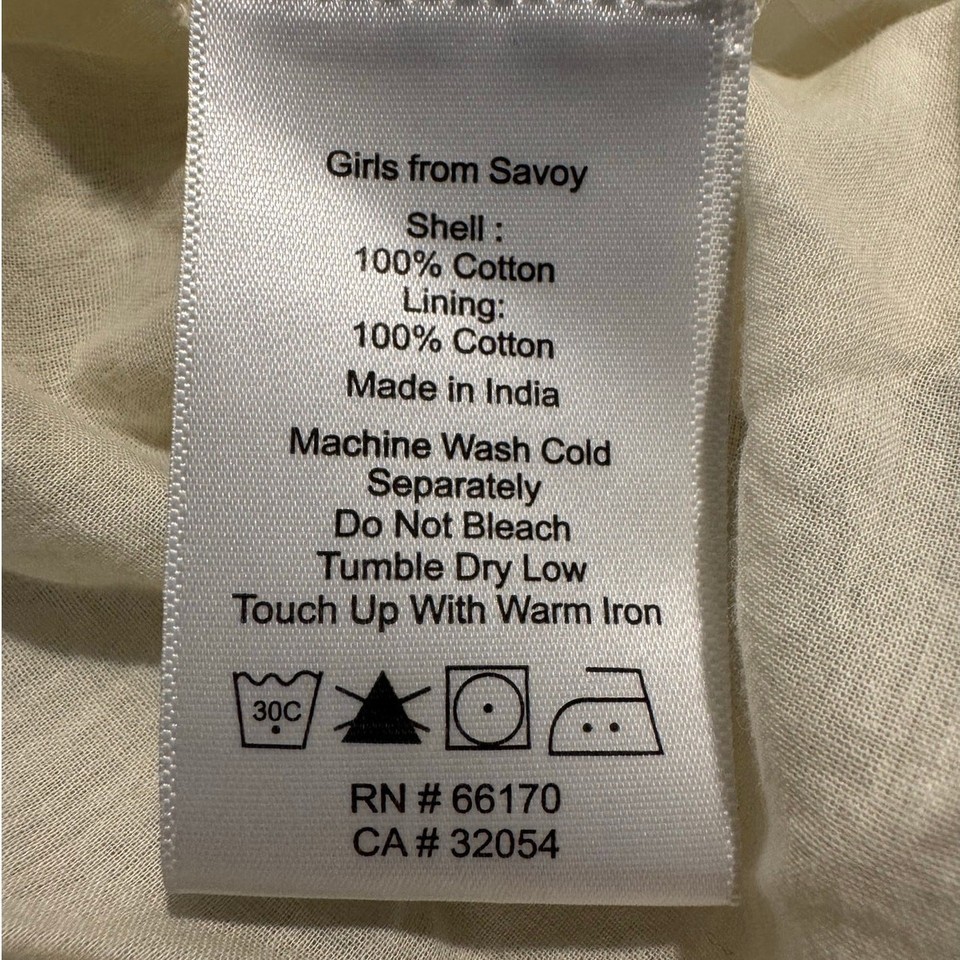 Girls from Savoy
Shell :
100% Cotton
Lining:
100% Cotton
Made in India
Machine Wash Cold
Separately
Do Not Bleach
Tumble Dry Low
Touch Up With Warm Iron
30C
RN # 66170
CA # 32054